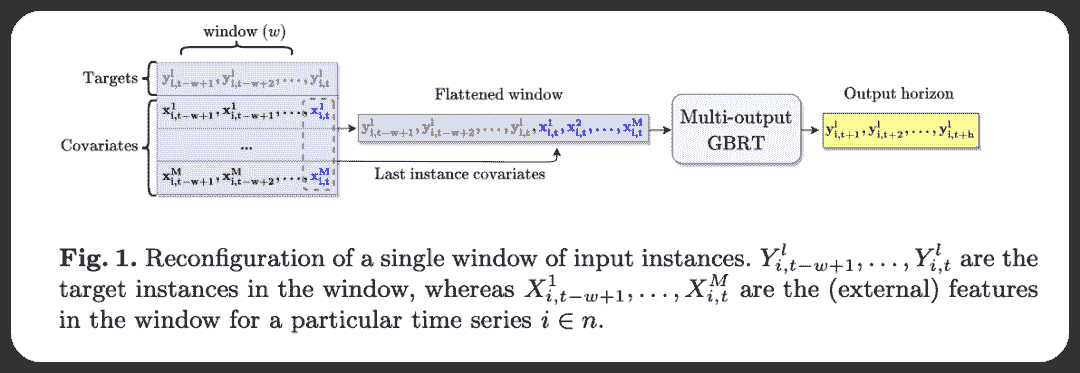 window (w)
Targets
y^l_{i,t−w+1}, y^l_{i,t−w+2}, ..., y^l_{i,t}
x^1_{i,t−w+1}, x^1_{i,t−w+1}, ..., x^1_{i,t}
Covariates
...
x^M_{i,t−w+1}, x^M_{i,t−w+2}, ..., x^M_{i,t}
Flattened window
y^l_{i,t−w+1}, y^l_{i,t−w+2}, ..., y^l_{i,t}, x^1_{i,t}, x^2_{i,t}, ..., x^M_{i,t}
Last instance covariates
Multi-output
GBRT
Output horizon
y^l_{i,t+1}, y^l_{i,t+2}, ..., y^l_{i,t+h}
Fig. 1. Reconfiguration of a single window of input instances. Y^l_{i,t−w+1}, ..., Y^l_{i,t} are the
target instances in the window, whereas X^1_{i,t−w+1}, ..., X^M_{i,t} are the (external) features
in the window for a particular time series i ∈ n.